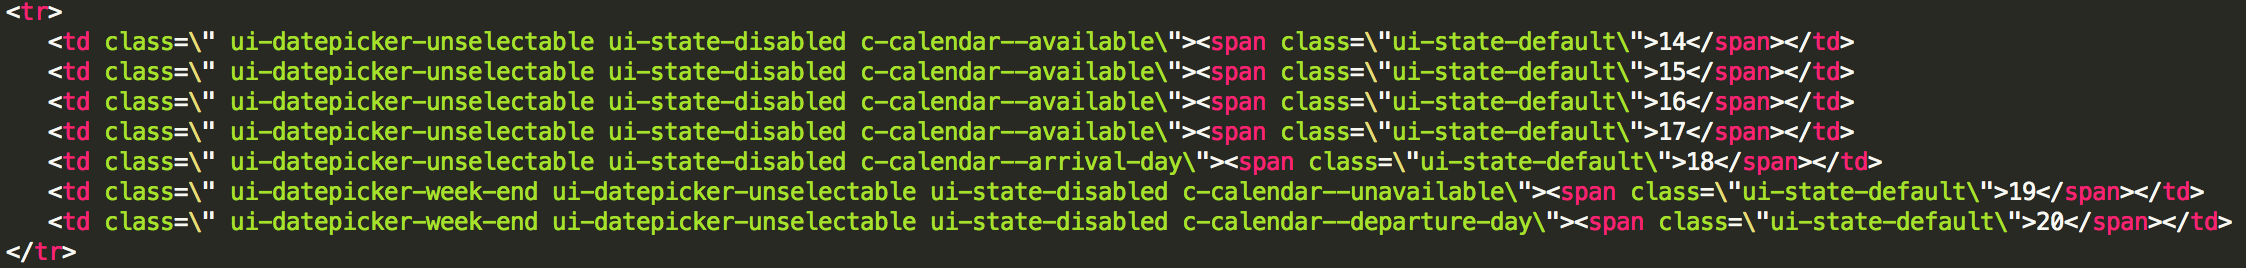 <tr>
   <td class=\" ui-datepicker-unselectable ui-state-disabled c-calendar--available\"><span class=\"ui-state-default\">14</span></td>
   <td class=\" ui-datepicker-unselectable ui-state-disabled c-calendar--available\"><span class=\"ui-state-default\">15</span></td>
   <td class=\" ui-datepicker-unselectable ui-state-disabled c-calendar--available\"><span class=\"ui-state-default\">16</span></td>
   <td class=\" ui-datepicker-unselectable ui-state-disabled c-calendar--available\"><span class=\"ui-state-default\">17</span></td>
   <td class=\" ui-datepicker-unselectable ui-state-disabled c-calendar--arrival-day\"><span class=\"ui-state-default\">18</span></td>
   <td class=\" ui-datepicker-week-end ui-datepicker-unselectable ui-state-disabled c-calendar--unavailable\"><span class=\"ui-state-default\">19</span></td>
   <td class=\" ui-datepicker-week-end ui-datepicker-unselectable ui-state-disabled c-calendar--departure-day\"><span class=\"ui-state-default\">20</span></td>
</tr>